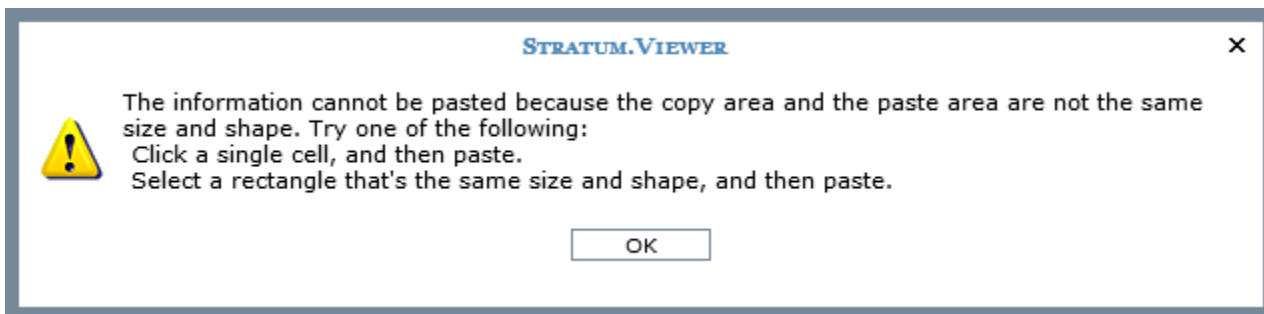 STRATUM.VIEWER
The information cannot be pasted because the copy area and the paste area are not the same
size and shape. Try one of the following:
Click a single cell, and then paste.
Select a rectangle that's the same size and shape, and then paste.
OK